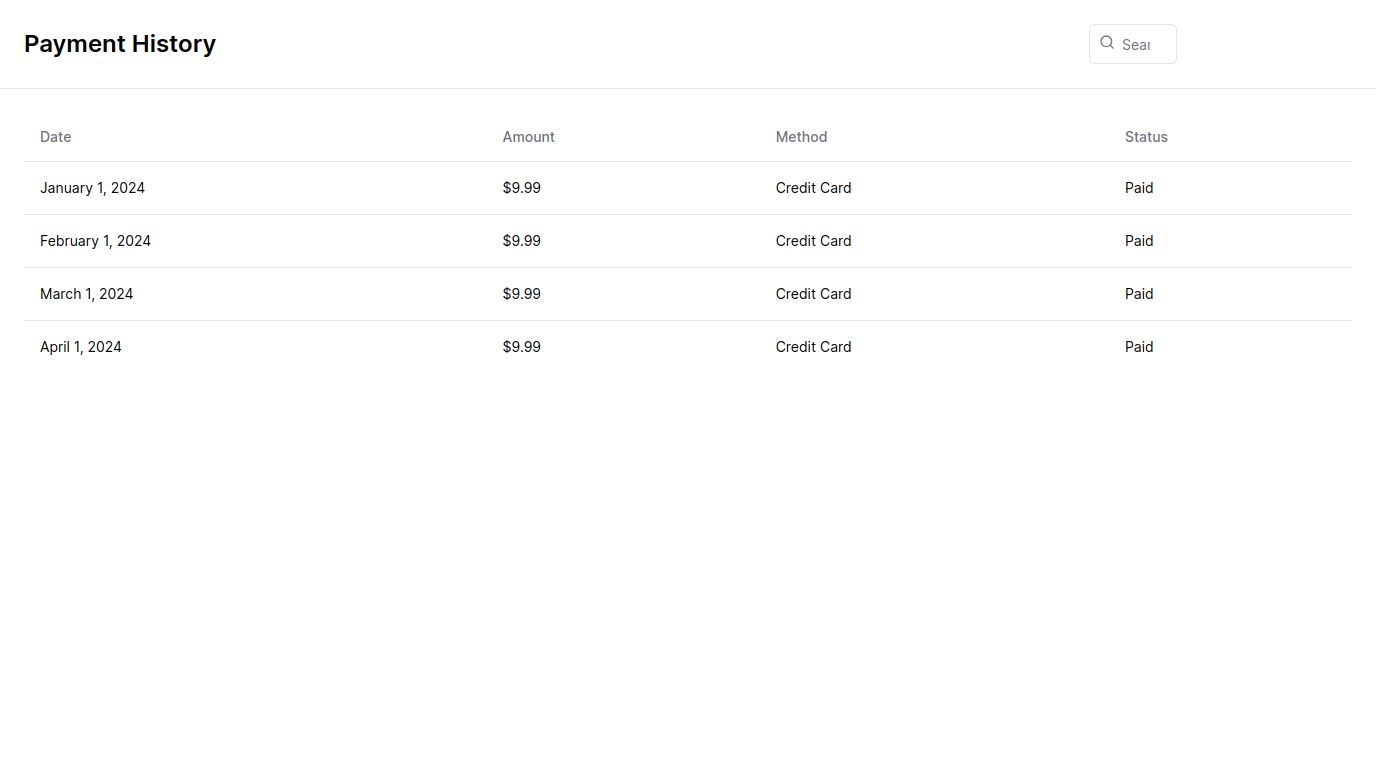 Payment History
Sear
Date Amount Method Status
January 1, 2024 $9.99 Credit Card Paid
February 1, 2024 $9.99 Credit Card Paid
March 1, 2024 $9.99 Credit Card Paid
April 1, 2024 $9.99 Credit Card Paid